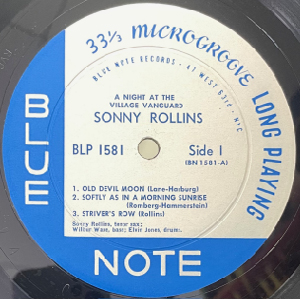 33⅓ MICROGROOVE LONG PLAYING
BLUE NOTE RECORDS • 47 WEST 63rd • NYC
A NIGHT AT THE
VILLAGE VANGUARD
SONNY ROLLINS
BLP 1581
Side 1
(BN 1581-A)
1. OLD DEVIL MOON (Lane-Harburg)
2. SOFTLY AS IN A MORNING SUNRISE
(Romberg-Hammerstein)
3. STRIVER'S ROW (Rollins)
Sonny Rollins, tenor sax;
Wilbur Ware, bass; Elvin Jones, drums.
BLUE
NOTE